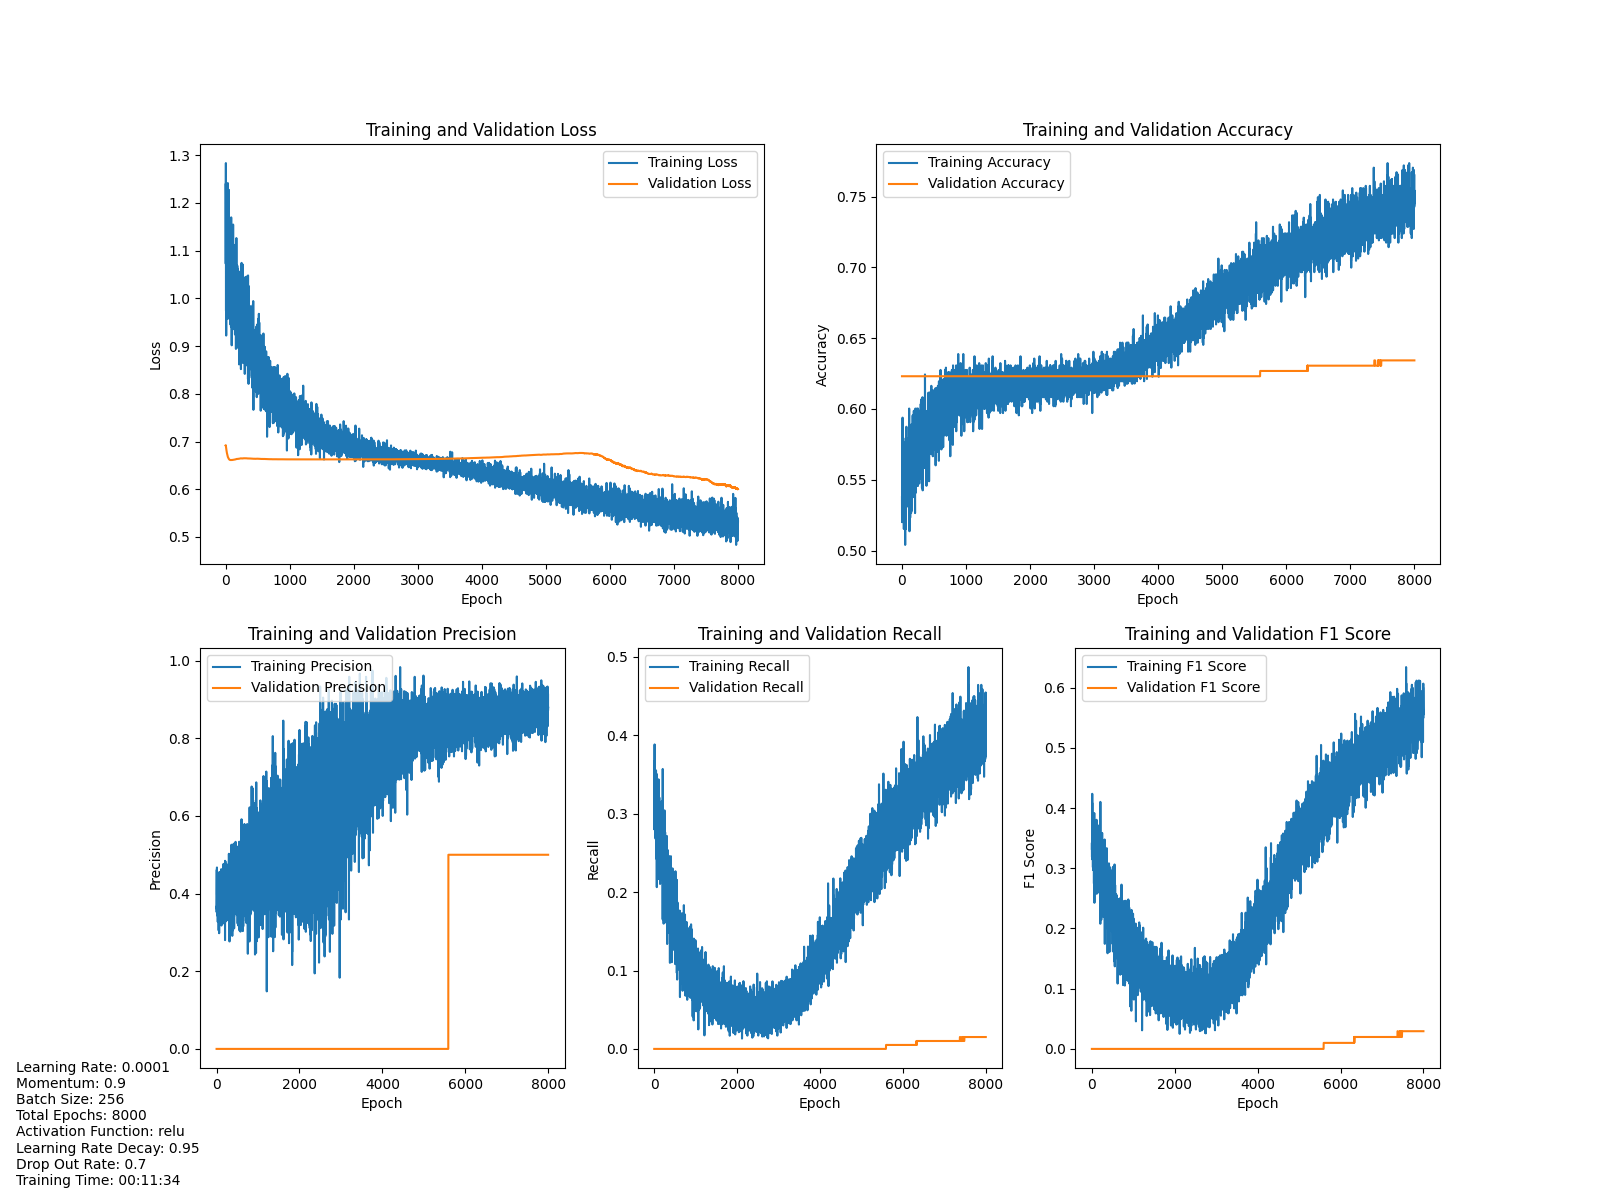 Training and Validation Loss
1.3
1.2
1.1
1.0
0.9
0.8
0.7
0.6
0.5
Loss
Training Loss
Validation Loss
0 1000 2000 3000 4000 5000 6000 7000 8000
Epoch
Training and Validation Accuracy
0.75
0.70
0.65
0.60
0.55
0.50
Accuracy
Training Accuracy
Validation Accuracy
0 1000 2000 3000 4000 5000 6000 7000 8000
Epoch
Training and Validation Precision
1.0
0.8
0.6
0.4
0.2
0.0
Precision
Training Precision
Validation Precision
0 2000 4000 6000 8000
Epoch
Training and Validation Recall
0.5
0.4
0.3
0.2
0.1
0.0
Recall
Training Recall
Validation Recall
0 2000 4000 6000 8000
Epoch
Training and Validation F1 Score
0.6
0.5
0.4
0.3
0.2
0.1
0.0
F1 Score
Training F1 Score
Validation F1 Score
0 2000 4000 6000 8000
Epoch
Learning Rate: 0.0001
Momentum: 0.9
Batch Size: 256
Total Epochs: 8000
Activation Function: relu
Learning Rate Decay: 0.95
Drop Out Rate: 0.7
Training Time: 00:11:34